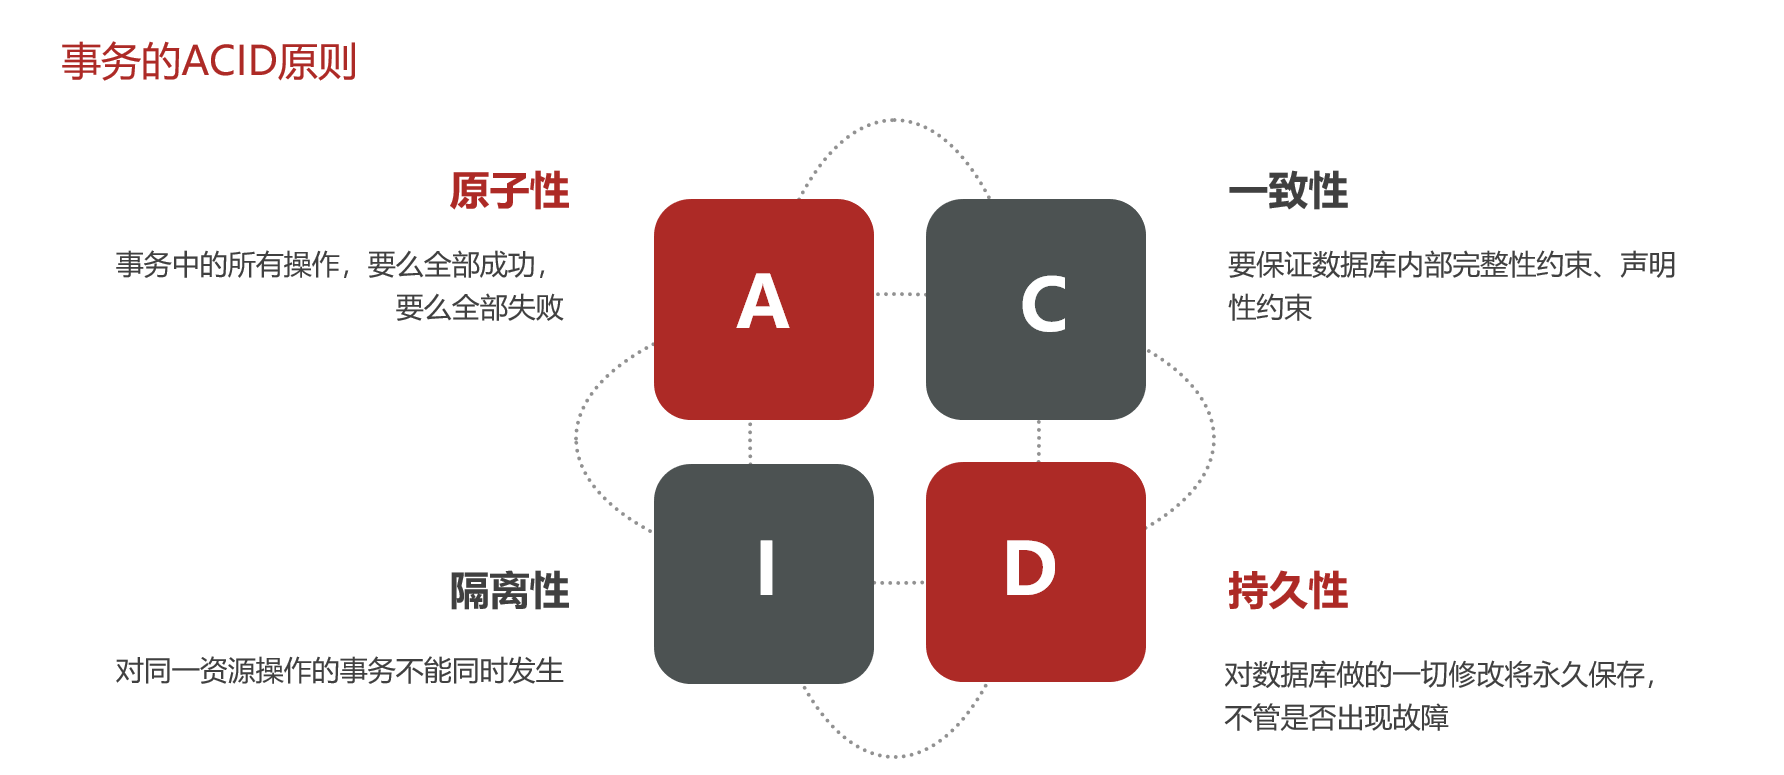 事务的ACID原则
原子性
事务中的所有操作，要么全部成功，
要么全部失败
A
C
一致性
要保证数据库内部完整性约束、声明
性约束
隔离性
对同一资源操作的事务不能同时发生
I
D
持久性
对数据库做的一切修改将永久保存，
不管是否出现故障